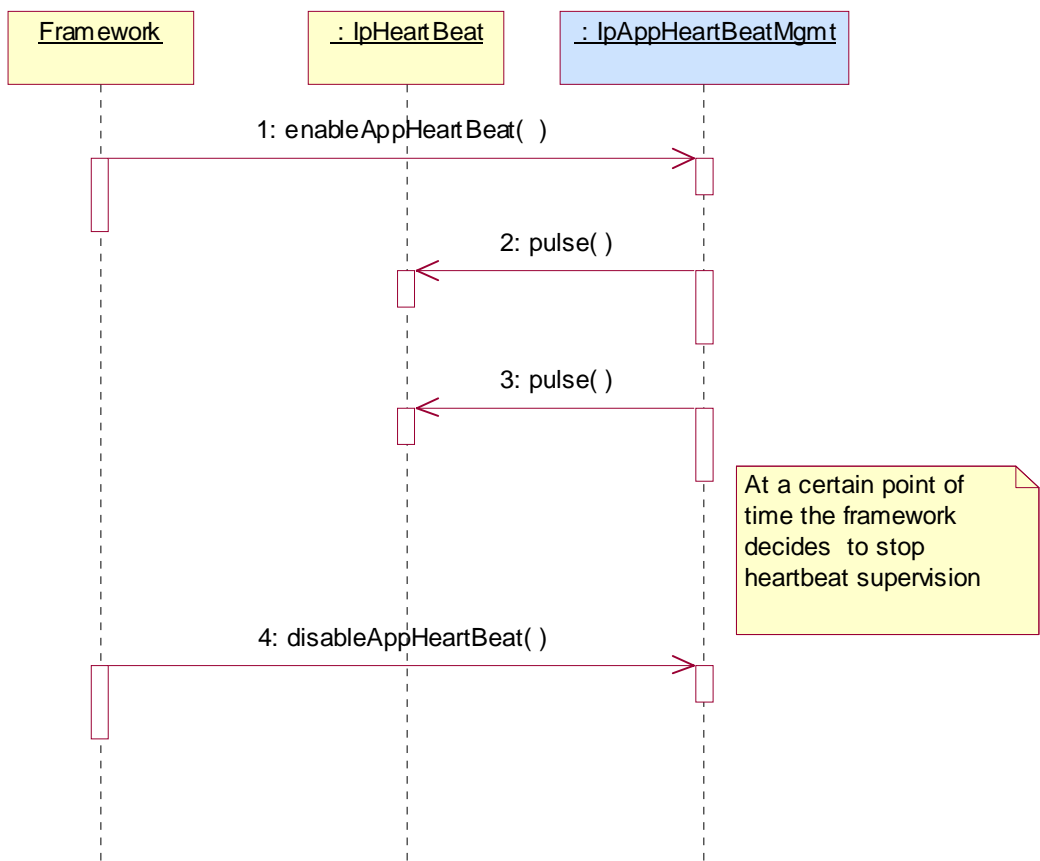 Framework
: IpHeartBeat
: IpAppHeartBeatMgmt
1: enableAppHeartBeat( )
2: pulse( )
3: pulse( )
At a certain point of
time the framework
decides to stop
heartbeat supervision
4: disableAppHeartBeat( )